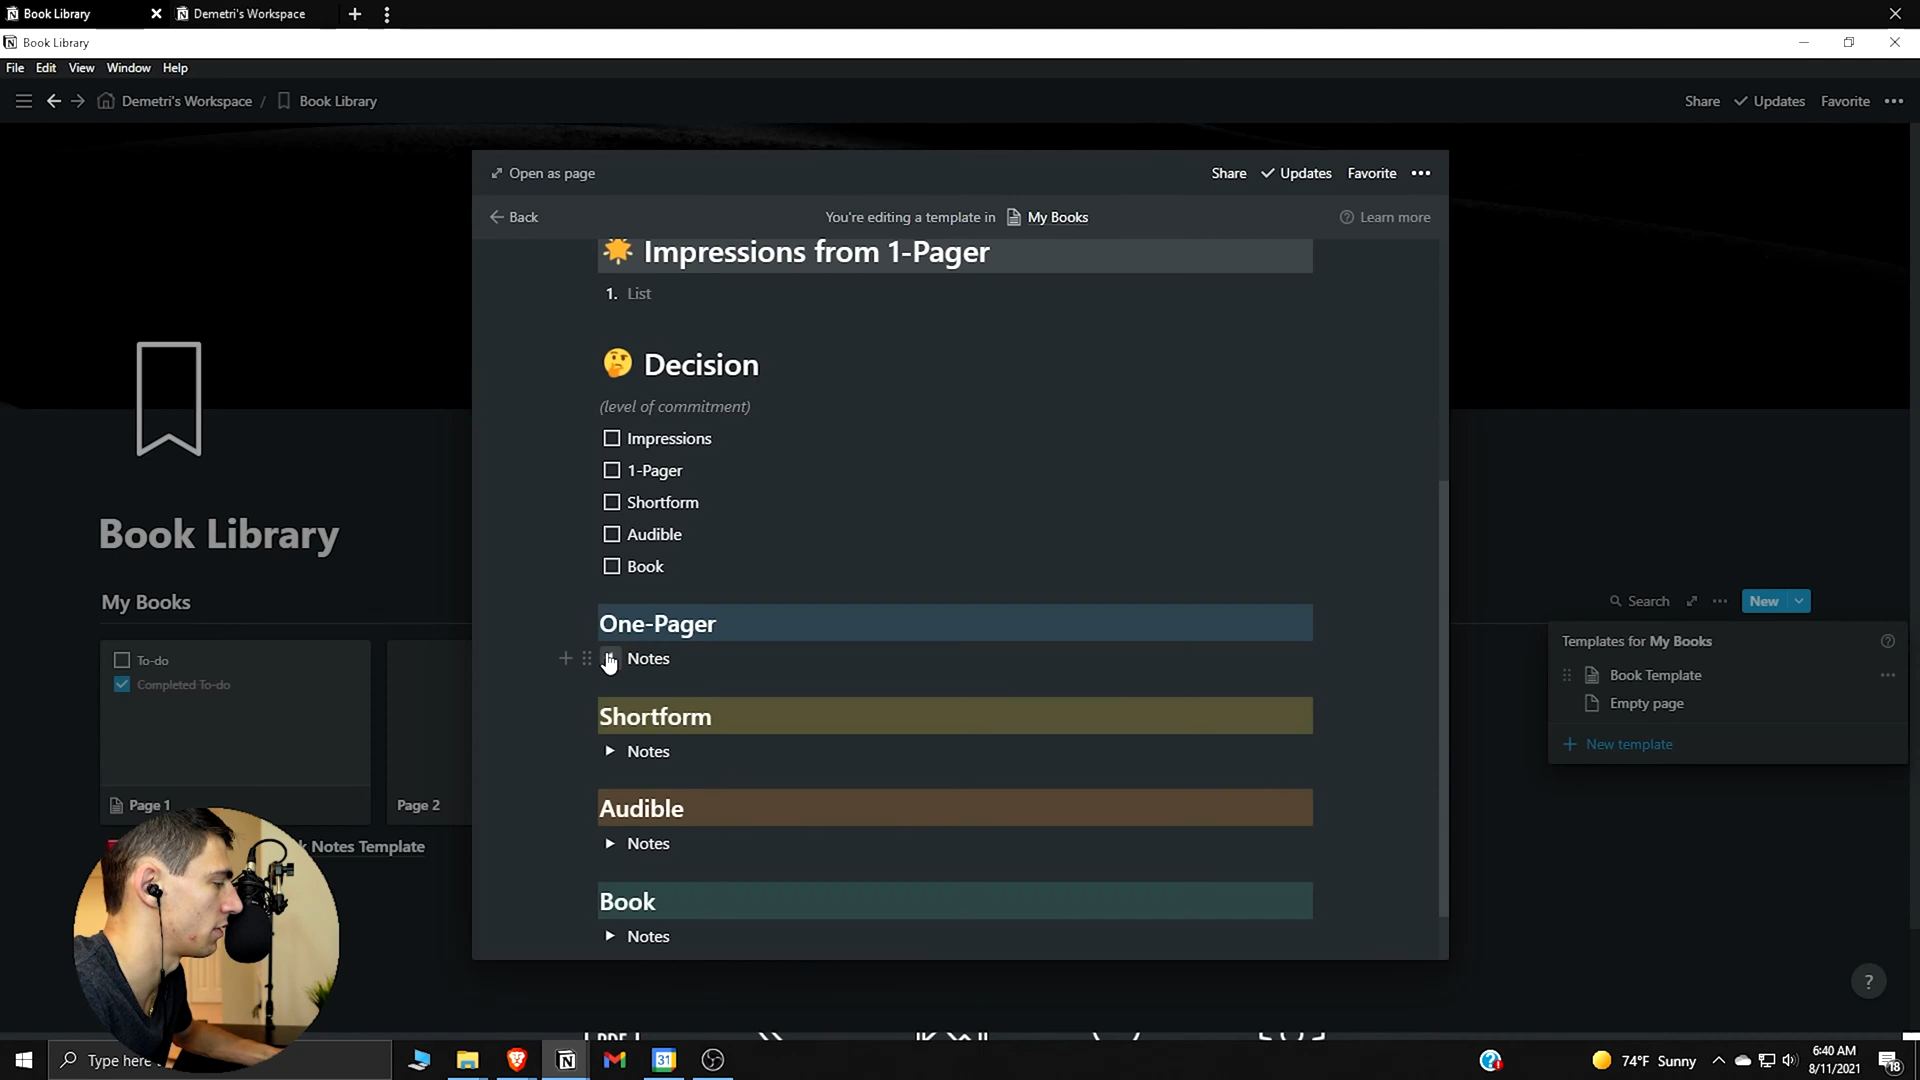 Book Library
Demetri's Workspace
Book Library
File Edit View Window Help
Demetri's Workspace / Book Library
Share Updates Favorite
Open as page
Share Updates Favorite
Back
You're editing a template in My Books
Learn more
🌟 Impressions from 1-Pager
1. List
🤔 Decision
(level of commitment)
Impressions
1-Pager
Shortform
Audible
Book
One-Pager
Notes
Shortform
Notes
Audible
Notes
Book
Notes
Book Library
My Books
To-do
Completed To-do
Page 1
Page 2
Notes Template
Search
New
Templates for My Books
Book Template
Empty page
New template
?
Type here
31
74°F Sunny
6:40 AM
8/11/2021
18